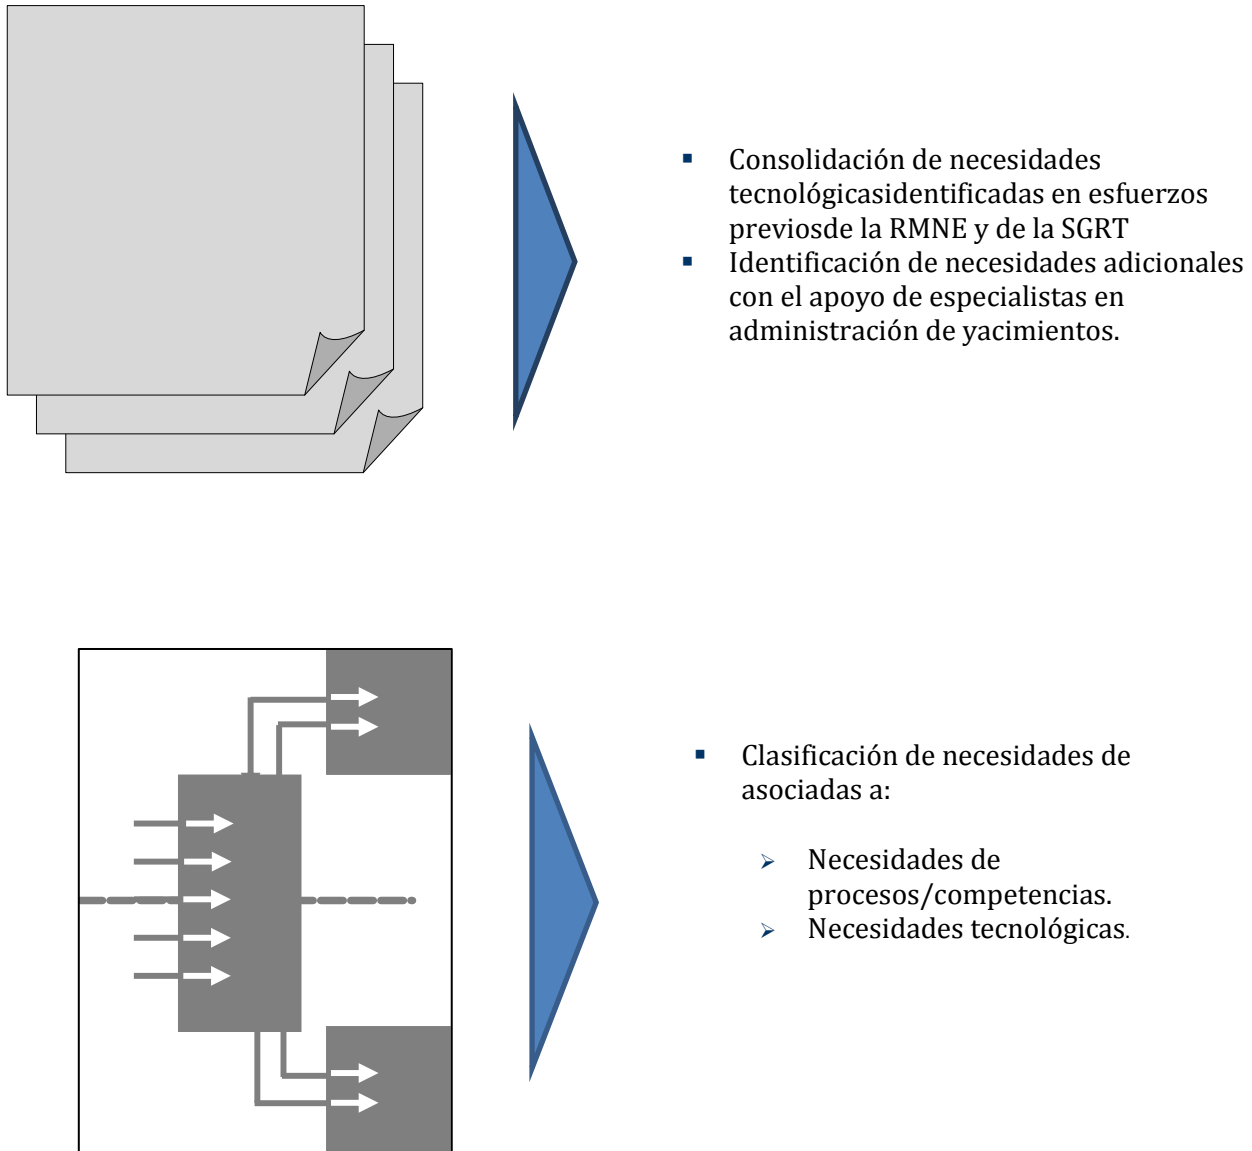 ▪ Consolidación de necesidades
tecnológicasidentificadas en esfuerzos
previosde la RMNE y de la SGRT
▪ Identificación de necesidades adicionales
con el apoyo de especialistas en
administración de yacimientos.
▪ Clasificación de necesidades de
asociadas a:
➢ Necesidades de
procesos/competencias.
➢ Necesidades tecnológicas.